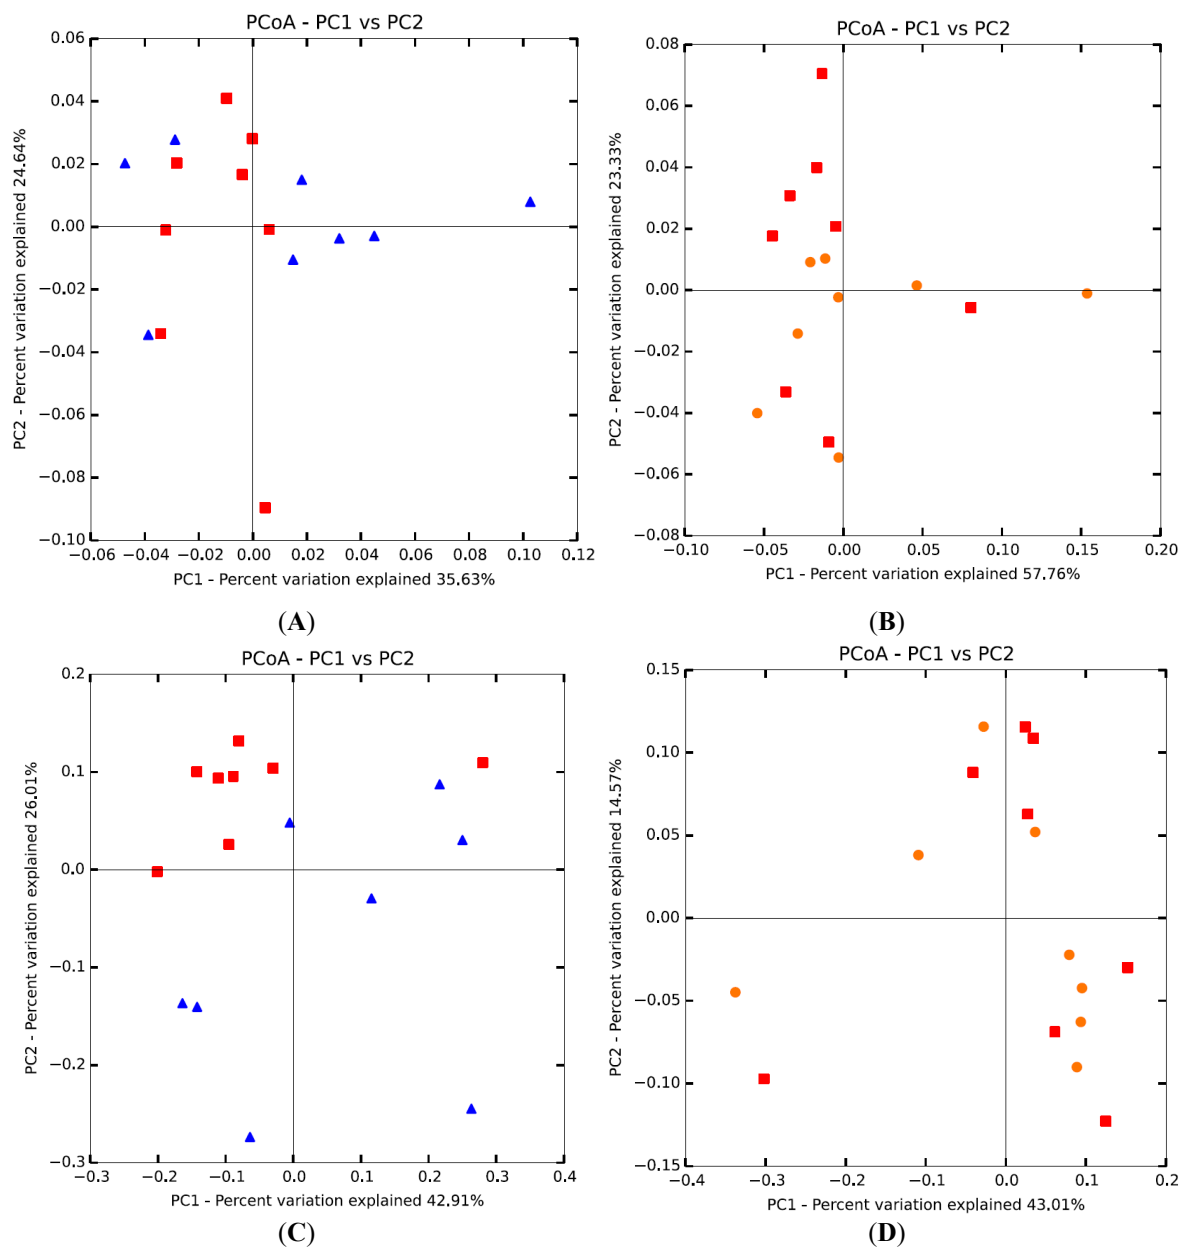 PCoA - PC1 vs PC2
0.06
0.04
0.02
0.00
−0.02
−0.04
−0.06
−0.08
−0.10
PC2 - Percent variation explained 24.64%
−0.06 −0.04 −0.02 0.00 0.02 0.04 0.06 0.08 0.10 0.12
PC1 - Percent variation explained 35.63%
(A)
PCoA - PC1 vs PC2
0.08
0.06
0.04
0.02
0.00
−0.02
−0.04
−0.06
−0.08
PC2 - Percent variation explained 23.33%
−0.10 −0.05 0.00 0.05 0.10 0.15 0.20
PC1 - Percent variation explained 57.76%
(B)
PCoA - PC1 vs PC2
0.2
0.1
0.0
−0.1
−0.2
−0.3
PC2 - Percent variation explained 26.01%
−0.3 −0.2 −0.1 0.0 0.1 0.2 0.3 0.4
PC1 - Percent variation explained 42.91%
(C)
PCoA - PC1 vs PC2
0.15
0.10
0.05
0.00
−0.05
−0.10
−0.15
PC2 - Percent variation explained 14.57%
−0.4 −0.3 −0.2 −0.1 0.0 0.1 0.2
PC1 - Percent variation explained 43.01%
(D)